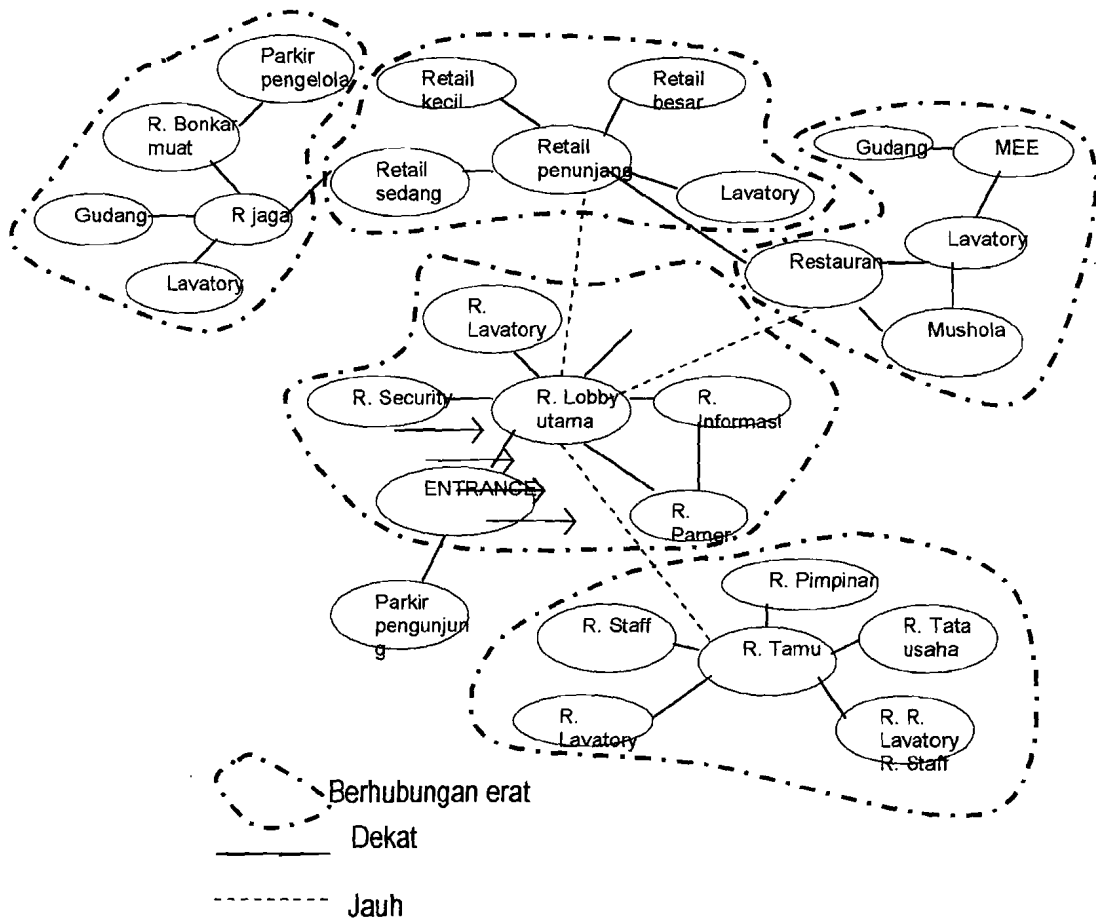 Parkir
pengelola
R. Bonkar
muat
Gudang
R jaga
Lavatory
Retail
kecil
Retail
besar
Retail
penunjang
Retail
sedang
Lavatory
Gudang
MEE
Lavatory
Restauran
Mushola
R.
Lavatory
R. Security
R. Lobby
utama
R.
Informasi
ENTRANCE
R.
Pamer
Parkir
pengunjun
g
R. Pimpinan
R. Staff
R. Tamu
R. Tata
usaha
R.
Lavatory
R. R.
Lavatory
R. Staff
Berhubungan erat
Dekat
Jauh